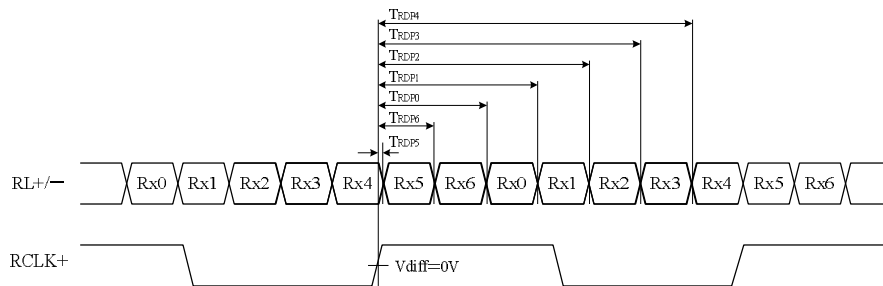 TRDP4
TRDP3
TRDP2
TRDP1
TRDP0
TRDP6
TRDP5
RL+/− Rx0 Rx1 Rx2 Rx3 Rx4 Rx5 Rx6 Rx0 Rx1 Rx2 Rx3 Rx4 Rx5 Rx6
RCLK+ Vdiff=0V